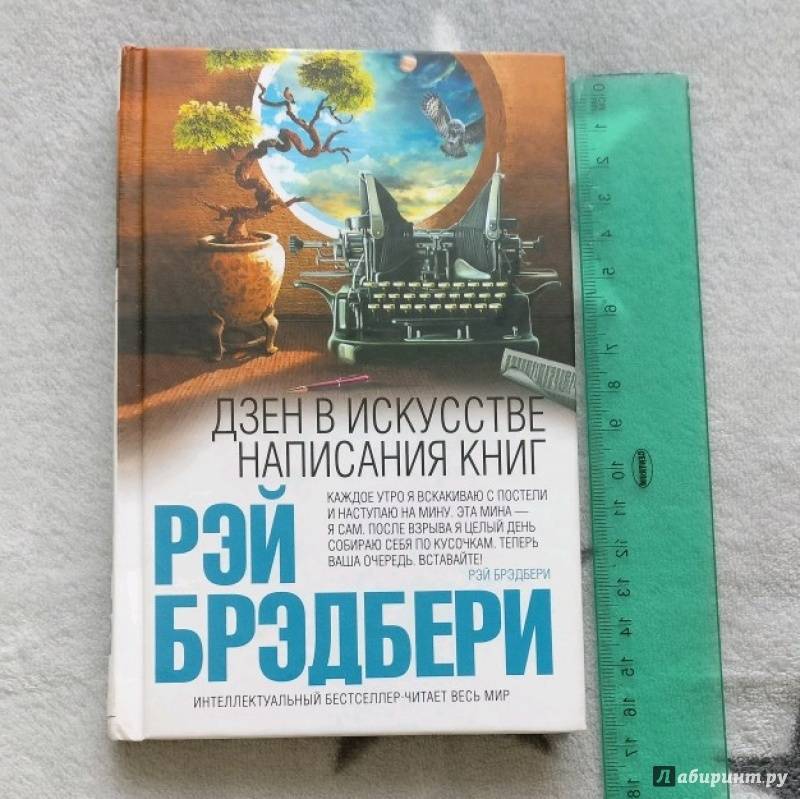 ДЗЕН В ИСКУССТВЕ
НАПИСАНИЯ КНИГ
КАЖДОЕ УТРО Я ВСКАКИВАЮ С ПОСТЕЛИ
И НАСТУПАЮ НА МИНУ. ЭТА МИНА —
Я САМ. ПОСЛЕ ВЗРЫВА Я ЦЕЛЫЙ ДЕНЬ
СОБИРАЮ СЕБЯ ПО КУСОЧКАМ. ТЕПЕРЬ
ВАША ОЧЕРЕДЬ. ВСТАВАЙТЕ!
РЭЙ БРЭДБЕРИ
РЭЙ
БРЭДБЕРИ
ИНТЕЛЛЕКТУАЛЬНЫЙ БЕСТСЕЛЛЕР-ЧИТАЕТ ВЕСЬ МИР
0
1
2
3
4
5
6
7
8
9
10
11
12
13
14
15
16
17
18
Лабиринт.ру